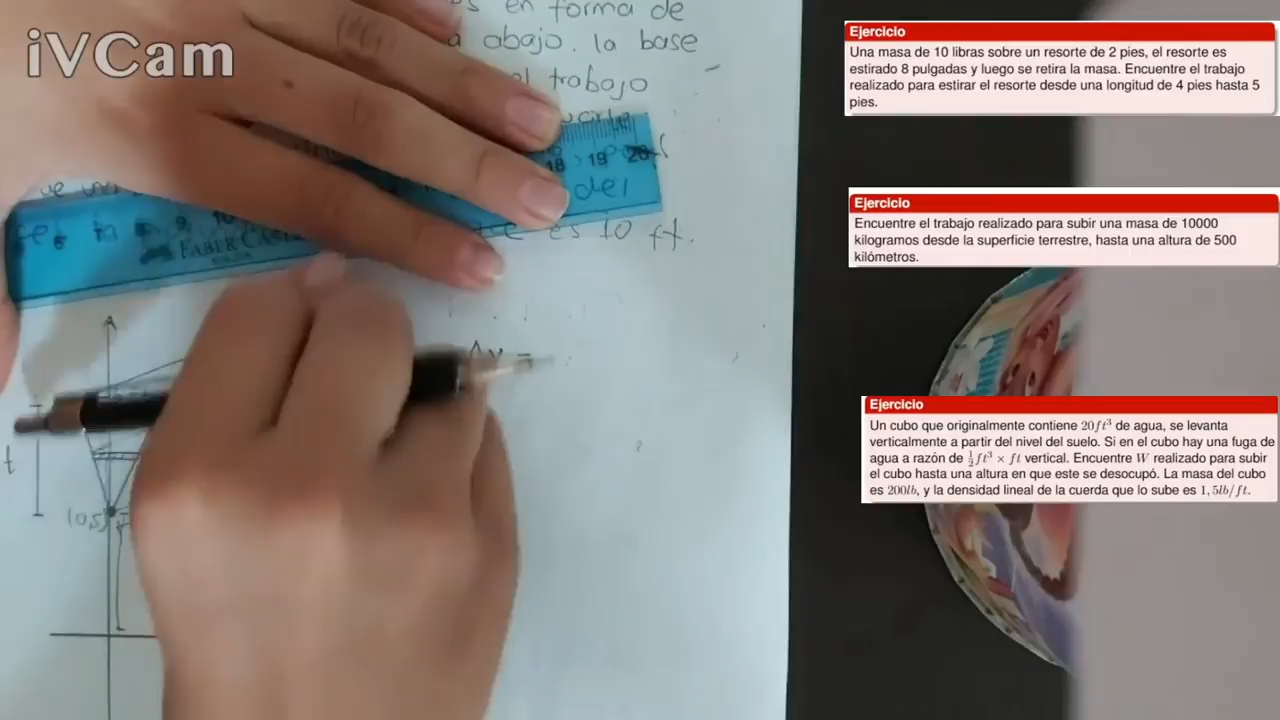 iVCam
en forma de
abajo. la base
el trabajo
18 19 20
del
9 10
FABER CAS
es 10 ft.
Ejercicio
Una masa de 10 libras sobre un resorte de 2 pies, el resorte es
estirado 8 pulgadas y luego se retira la masa. Encuentre el trabajo
realizado para estirar el resorte desde una longitud de 4 pies hasta 5
pies.
Ejercicio
Encuentre el trabajo realizado para subir una masa de 10000
kilogramos desde la superficie terrestre, hasta una altura de 500
kilómetros.
Ejercicio
Un cubo que originalmente contiene 20ft³ de agua, se levanta
verticalmente a partir del nivel del suelo. Si en el cubo hay una fuga de
agua a razón de ½ft³ × ft vertical. Encuentre W realizado para subir
el cubo hasta una altura en que este se desocupó. La masa del cubo
es 200lb, y la densidad lineal de la cuerda que lo sube es 1,5lb/ft.